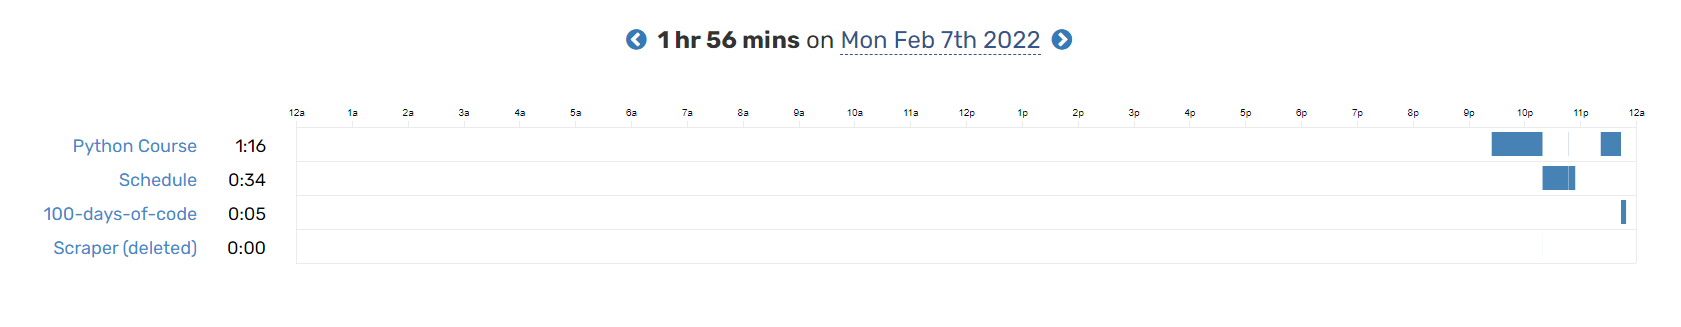 1 hr 56 mins on Mon Feb 7th 2022
12a 1a 2a 3a 4a 5a 6a 7a 8a 9a 10a 11a 12p 1p 2p 3p 4p 5p 6p 7p 8p 9p 10p 11p 12a
Python Course 1:16
Schedule 0:34
100-days-of-code 0:05
Scraper (deleted) 0:00